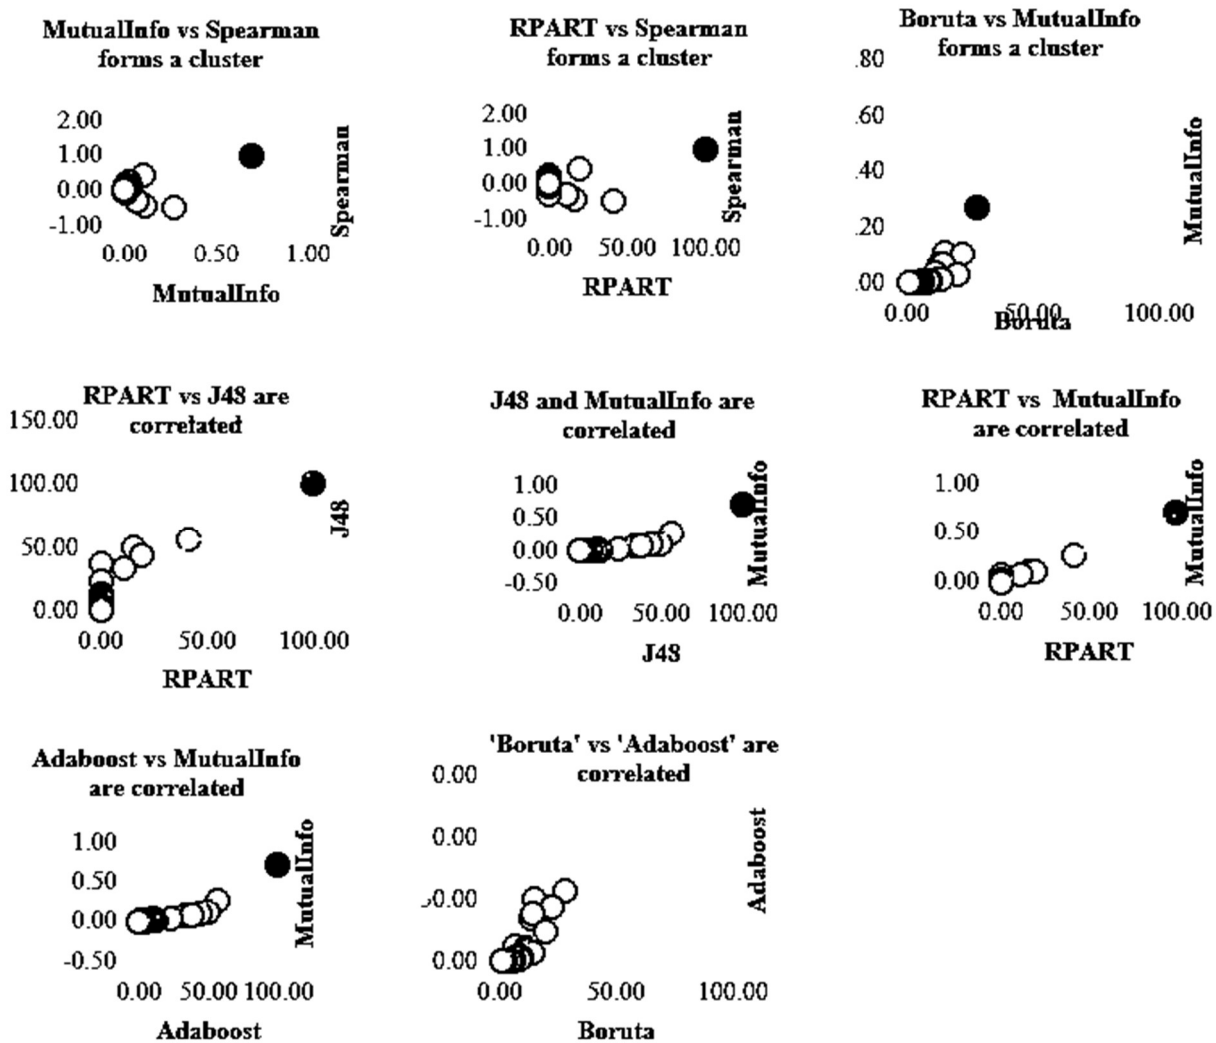 MutualInfo vs Spearman
forms a cluster
2.00
1.00
0.00
-1.00
Spearman
0.00 0.50 1.00
MutualInfo
RPART vs Spearman
forms a cluster
2.00
1.00
0.00
-1.00
Spearman
0.00 50.00 100.00
RPART
Boruta vs MutualInfo
forms a cluster
.80
.60
.40
.20
.00
MutualInfo
0.00 50.00 100.00
Boruta
RPART vs J48 are
correlated
150.00
100.00
50.00
0.00
J48
0.00 50.00 100.00
RPART
J48 and MutualInfo are
correlated
1.00
0.50
0.00
-0.50
MutualInfo
0.00 50.00 100.00
J48
RPART vs MutualInfo
are correlated
1.00
0.50
0.00
MutualInfo
0.00 50.00 100.00
RPART
Adaboost vs MutualInfo
are correlated
1.00
0.50
0.00
-0.50
MutualInfo
0.00 50.00 100.00
Adaboost
'Boruta' vs 'Adaboost' are
correlated
0.00
0.00
0.00
0.00
Adaboost
0.00 50.00 100.00
Boruta